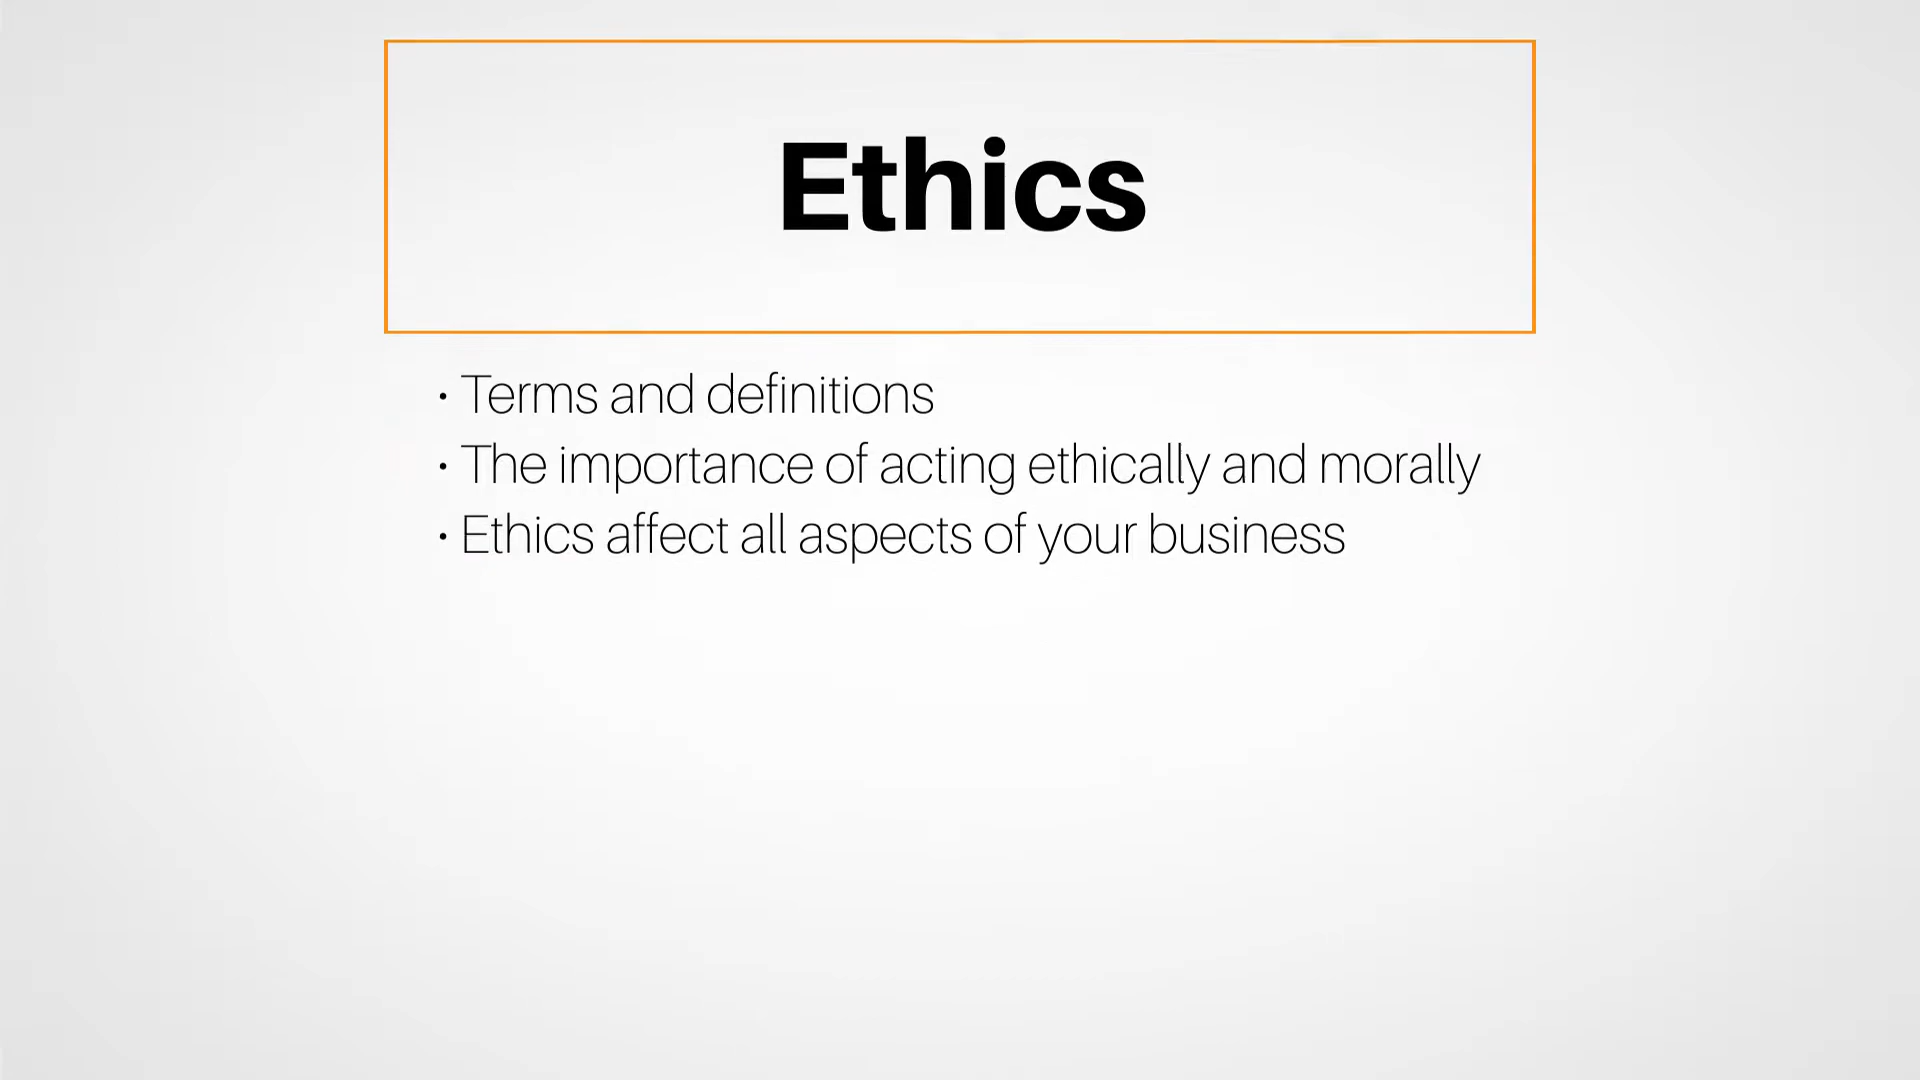 Ethics
• Terms and definitions
• The importance of acting ethically and morally
• Ethics affect all aspects of your business